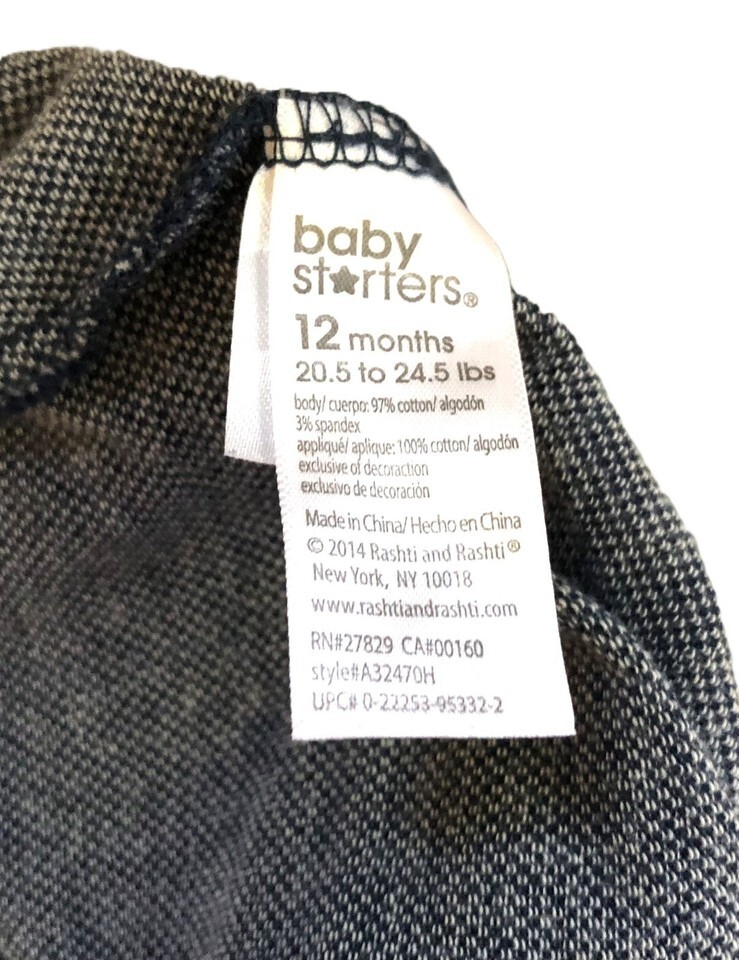 baby
st★rters®
12 months
20.5 to 24.5 lbs
body/ cuerpo: 97% cotton/ algodón
3% spandex
appliqué/ aplique: 100% cotton/ algodón
exclusive of decoraction
exclusivo de decoración
Made in China/ Hecho en China
© 2014 Rashti and Rashti®
New York, NY 10018
www.rashtiandrashti.com
RN#27829 CA#00160
style#A32470H
UPC# 0-22253-95332-2